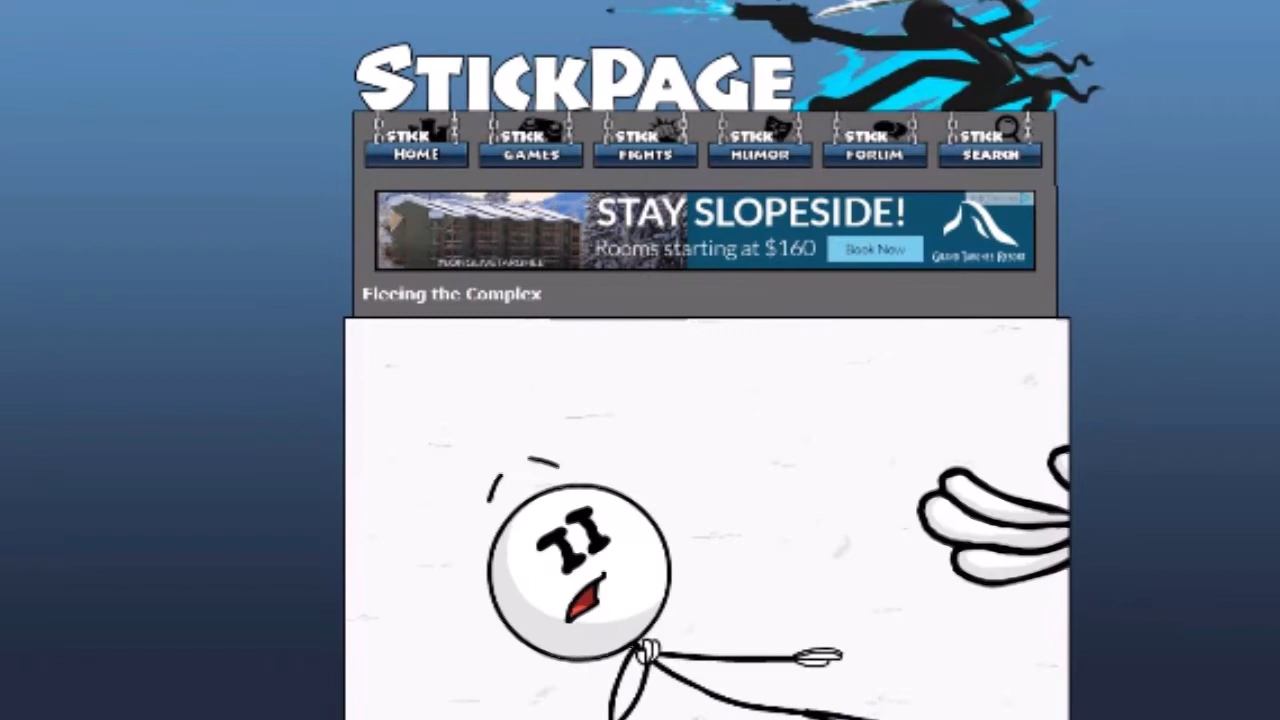 STICKPAGE
STICK HOME
STICK GAMES
STICK FIGHTS
STICK HUMOR
STICK FORUM
STICK SEARCH
STAY SLOPESIDE!
Rooms starting at $160
Book Now
Fleeing the Complex